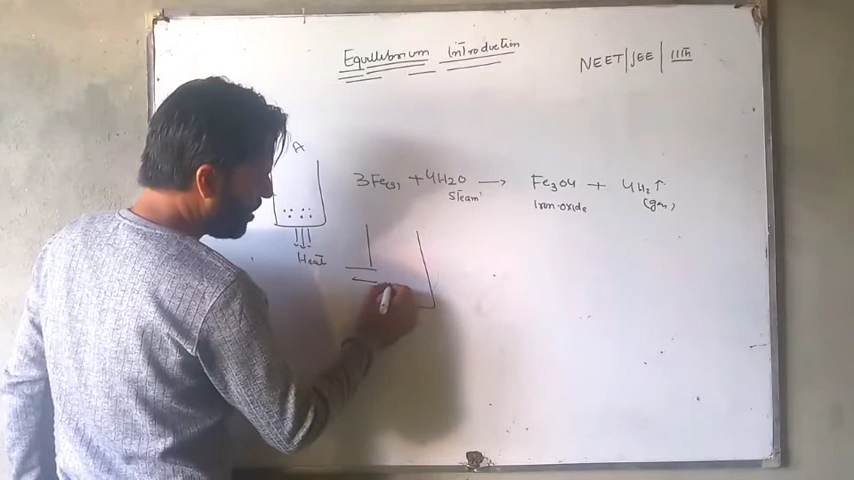 Equilibrium Introduction
NEET|JEE|11th
A
3Fe(s) + 4H2O → Fe3O4 + 4H2↑
Steam Iron-oxide (gas)
Heat